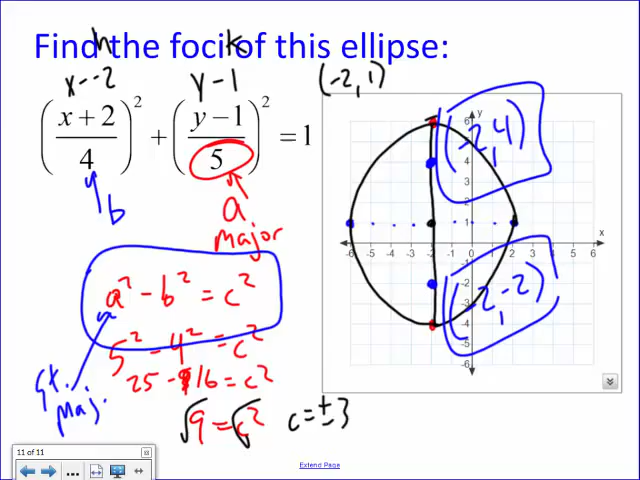 Find the foci of this ellipse:
h k
x--2 y-1 (-2, 1)
(x+2/4)² + (y-1/5)² = 1
b
a
major
a² - b² = c²
5² - 4² = c²
25 - 16 = c²
√9 = √c² c = ±3
gt.
maj.
(-2, 4)
(-2, -2)
y
6
5
4
3
2
1
-6 -5 -4 -3 -2 -1 0 1 2 3 4 5 6 x
-1
-2
-3
-4
-5
-6
11 of 11
Extend Page